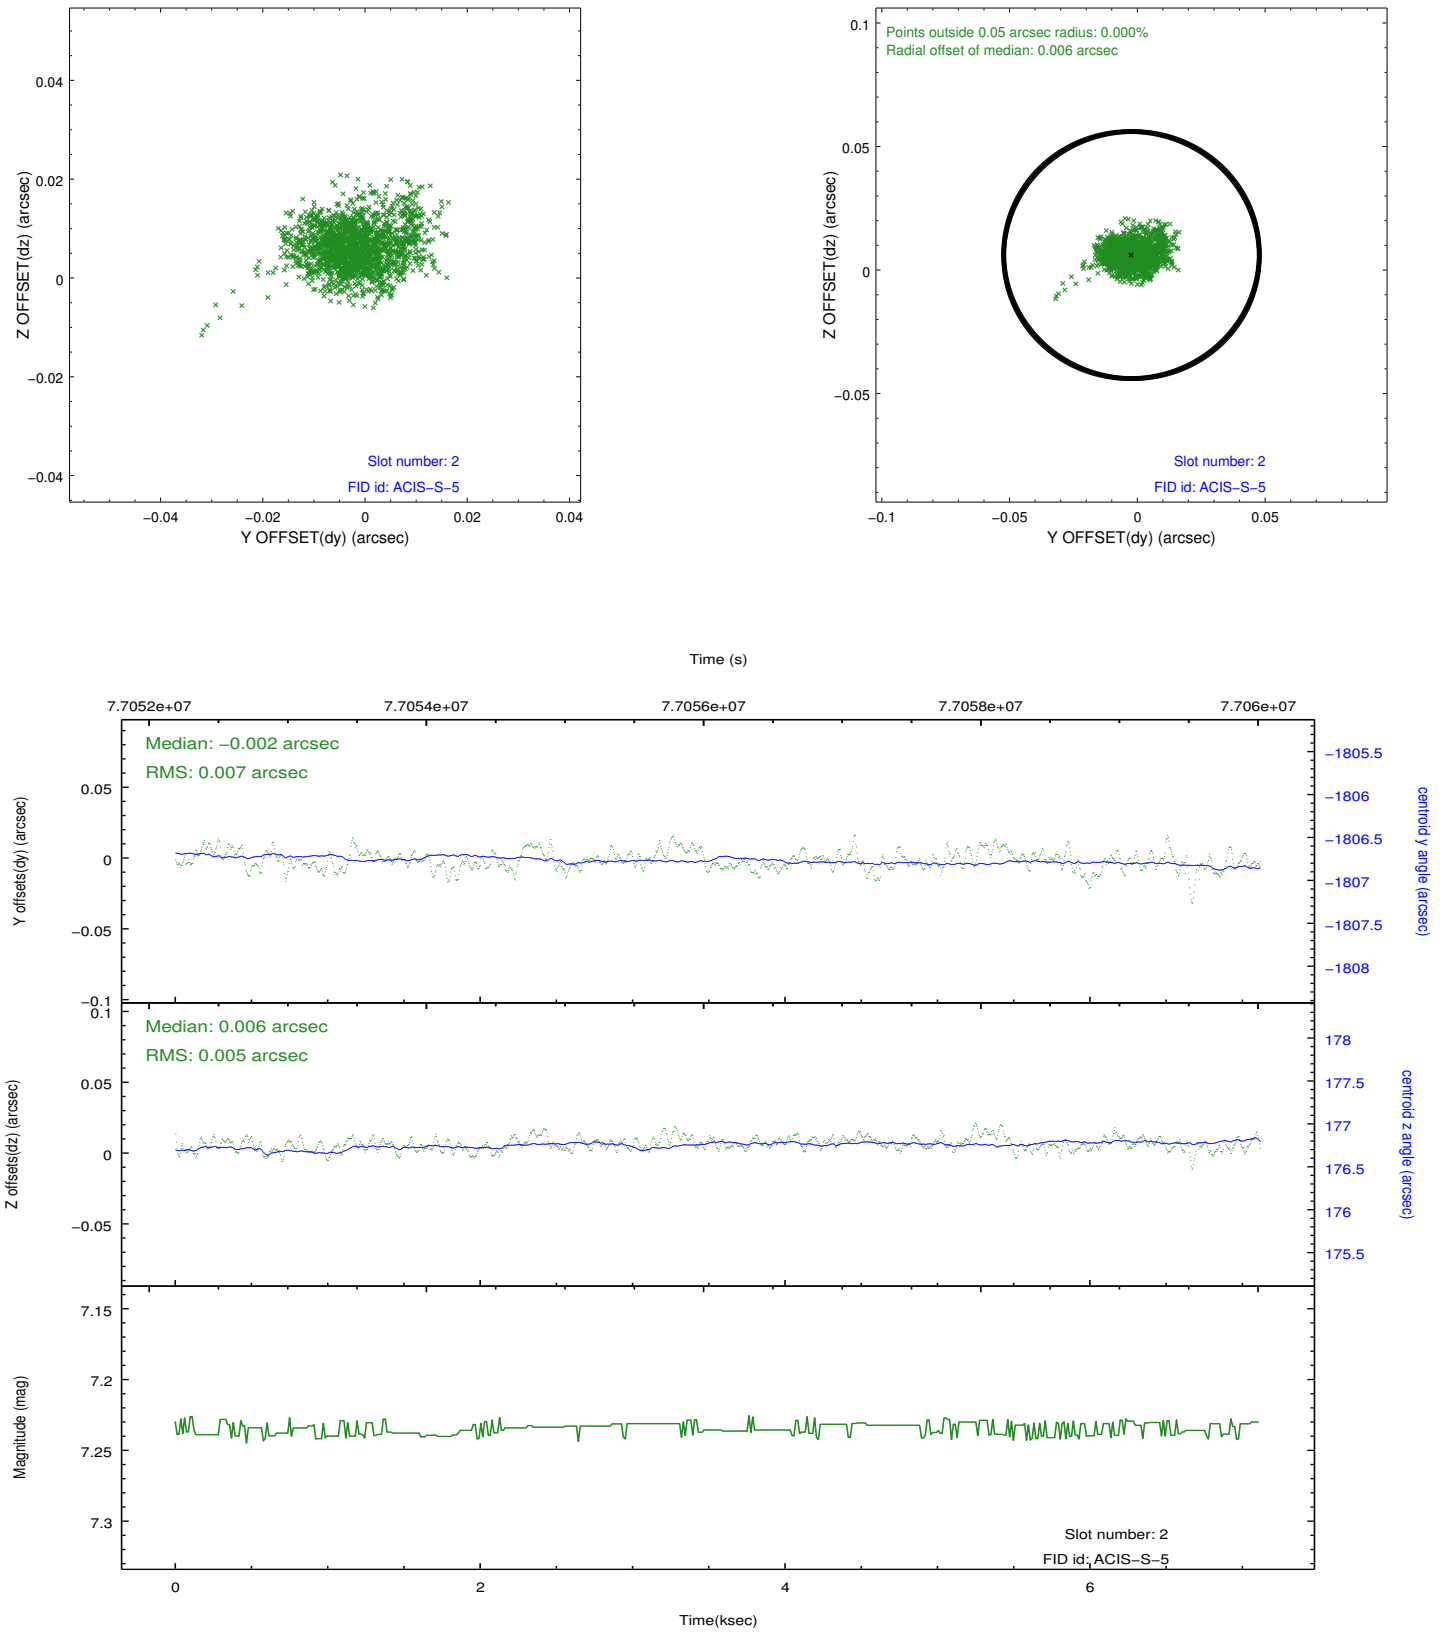 0.04
0.02
0
−0.02
−0.04
Z OFFSET(dz) (arcsec)
−0.04
−0.02
0
0.02
0.04
Y OFFSET(dy) (arcsec)
Slot number: 2
FID id: ACIS−S−5
Points outside 0.05 arcsec radius: 0.000%
Radial offset of median: 0.006 arcsec
0.1
0.05
0
−0.05
Z OFFSET(dz) (arcsec)
−0.1
−0.05
0
0.05
Y OFFSET(dy) (arcsec)
Slot number: 2
FID id: ACIS−S−5
Time (s)
7.7052e+07
7.7054e+07
7.7056e+07
7.7058e+07
7.706e+07
Median: −0.002 arcsec
RMS: 0.007 arcsec
0.05
0
−0.05
−0.1
Y offsets(dy) (arcsec)
−1805.5
−1806
−1806.5
−1807
−1807.5
−1808
centroid y angle (arcsec)
Median: 0.006 arcsec
RMS: 0.005 arcsec
0.1
0.05
0
−0.05
Z offsets(dz) (arcsec)
178
177.5
177
176.5
176
175.5
centroid z angle (arcsec)
7.15
7.2
7.25
7.3
Magnitude (mag)
Slot number: 2
FID id: ACIS−S−5
0
2
4
6
Time(ksec)